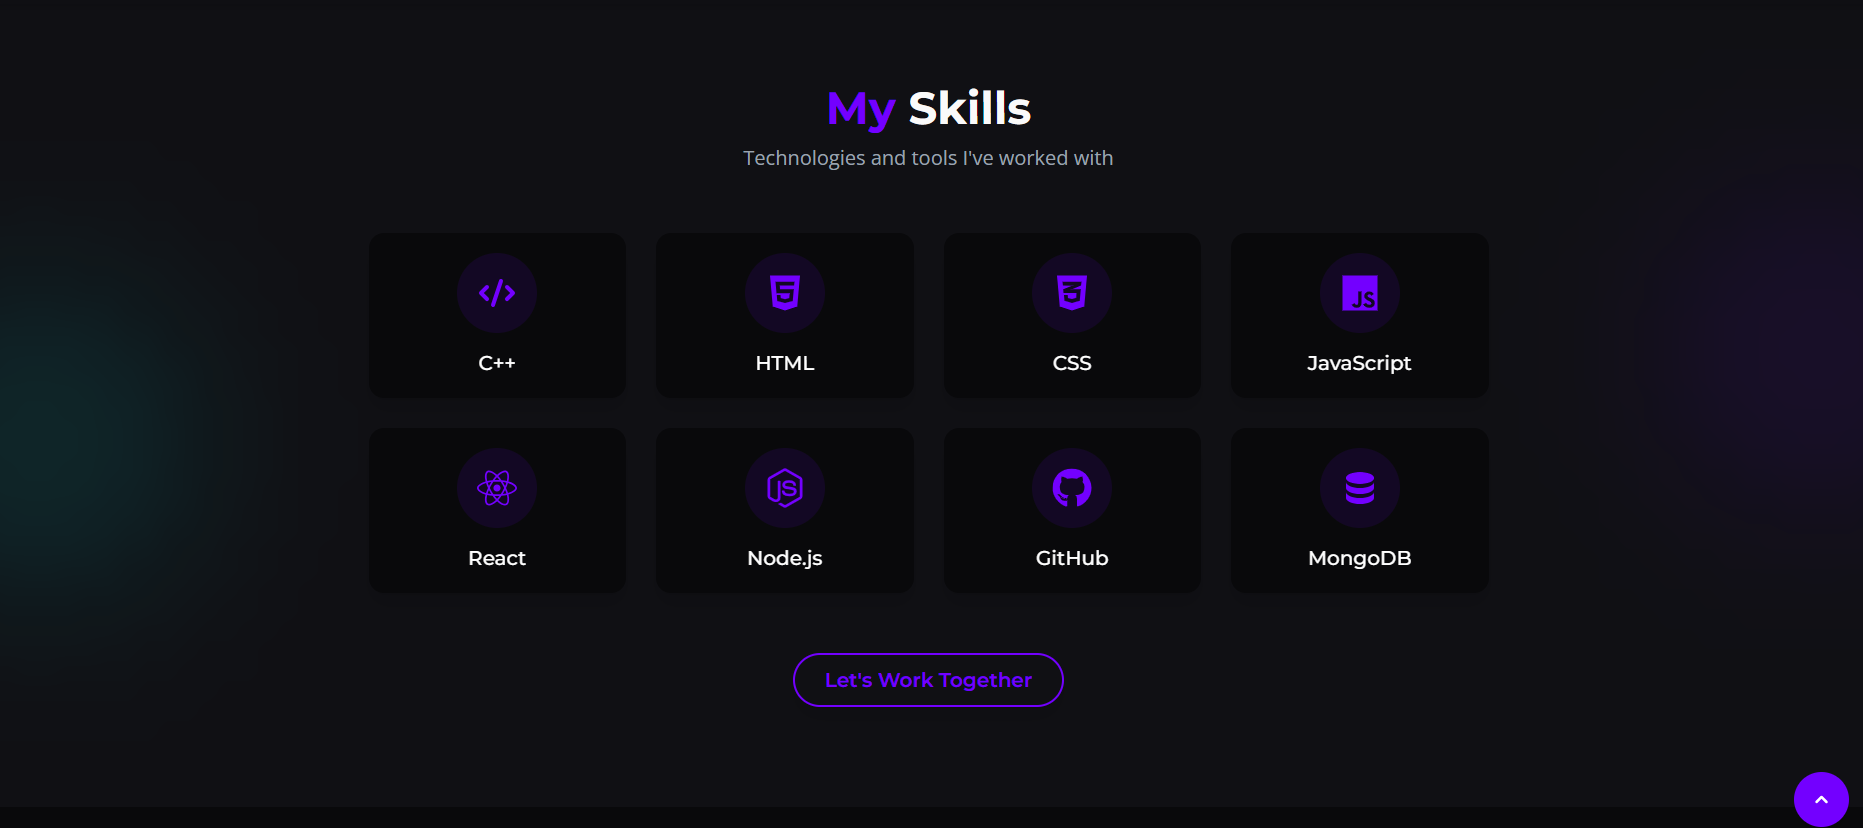 My Skills
Technologies and tools I've worked with
C++
HTML
CSS
JS
JavaScript
React
JS
Node.js
GitHub
MongoDB
Let's Work Together